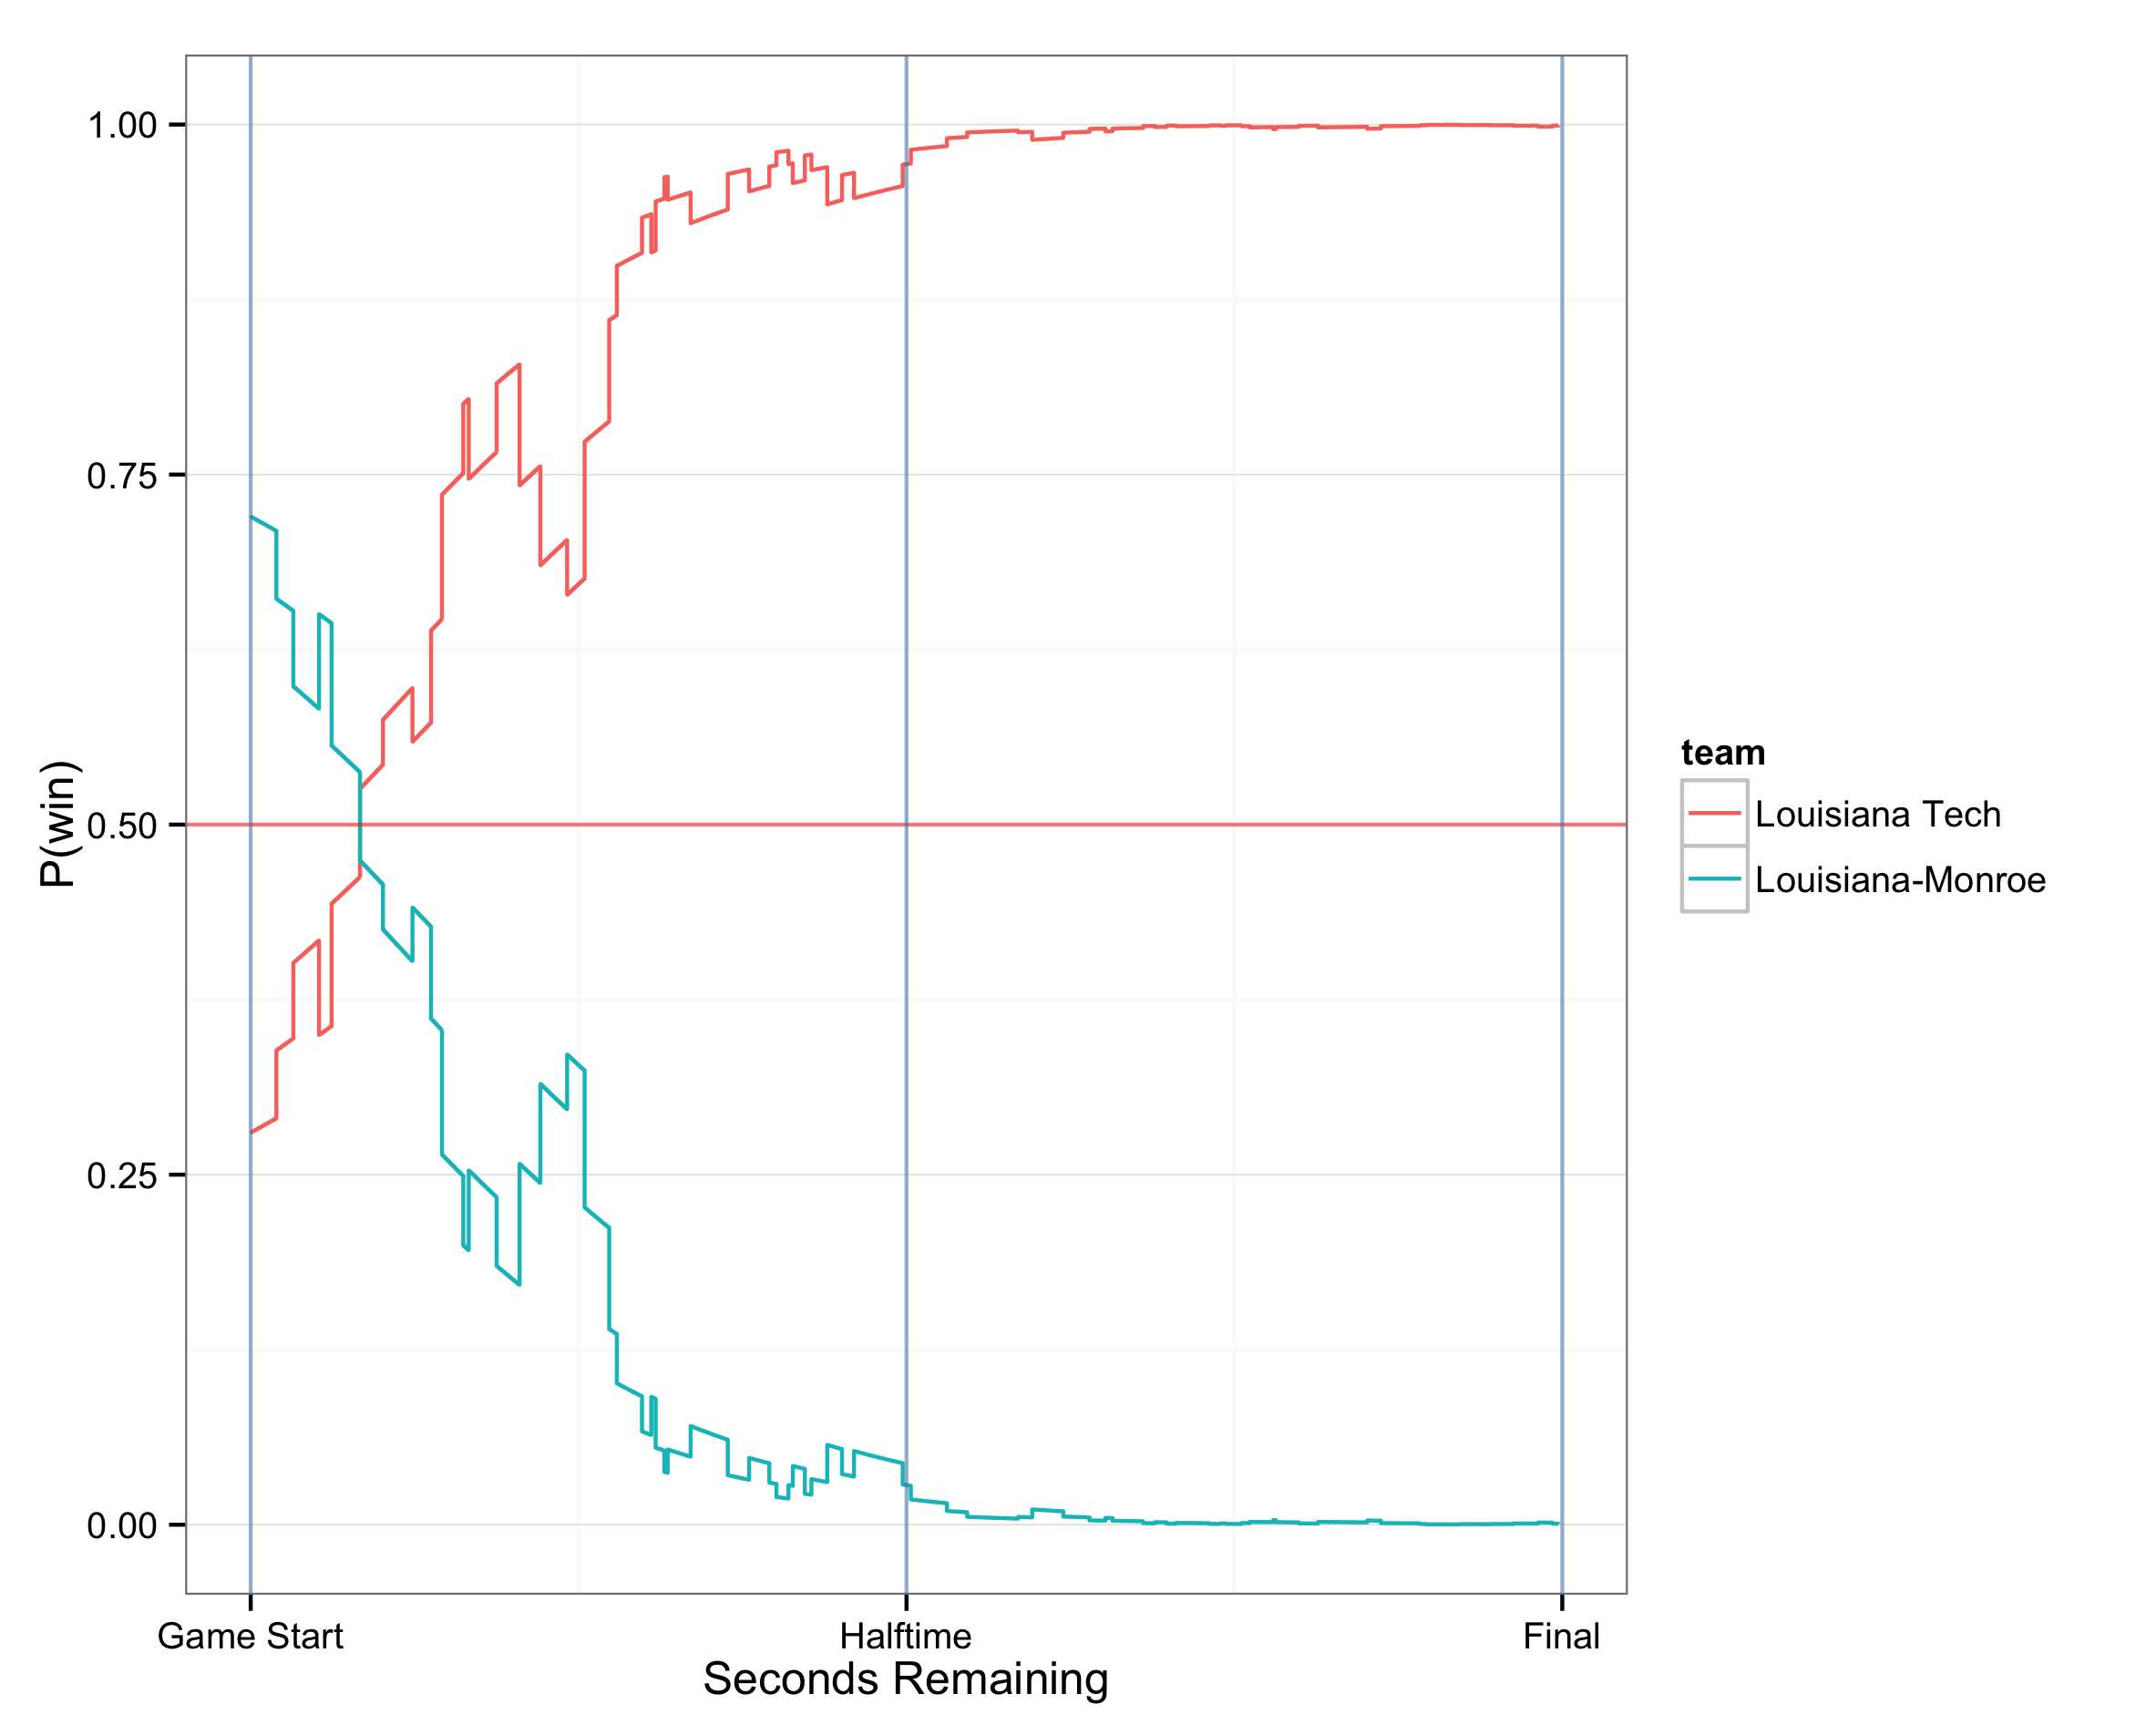 1.00
0.75
0.50
0.25
0.00
P(win)
Game Start
Halftime
Final
Seconds Remaining
team
Louisiana Tech
Louisiana-Monroe